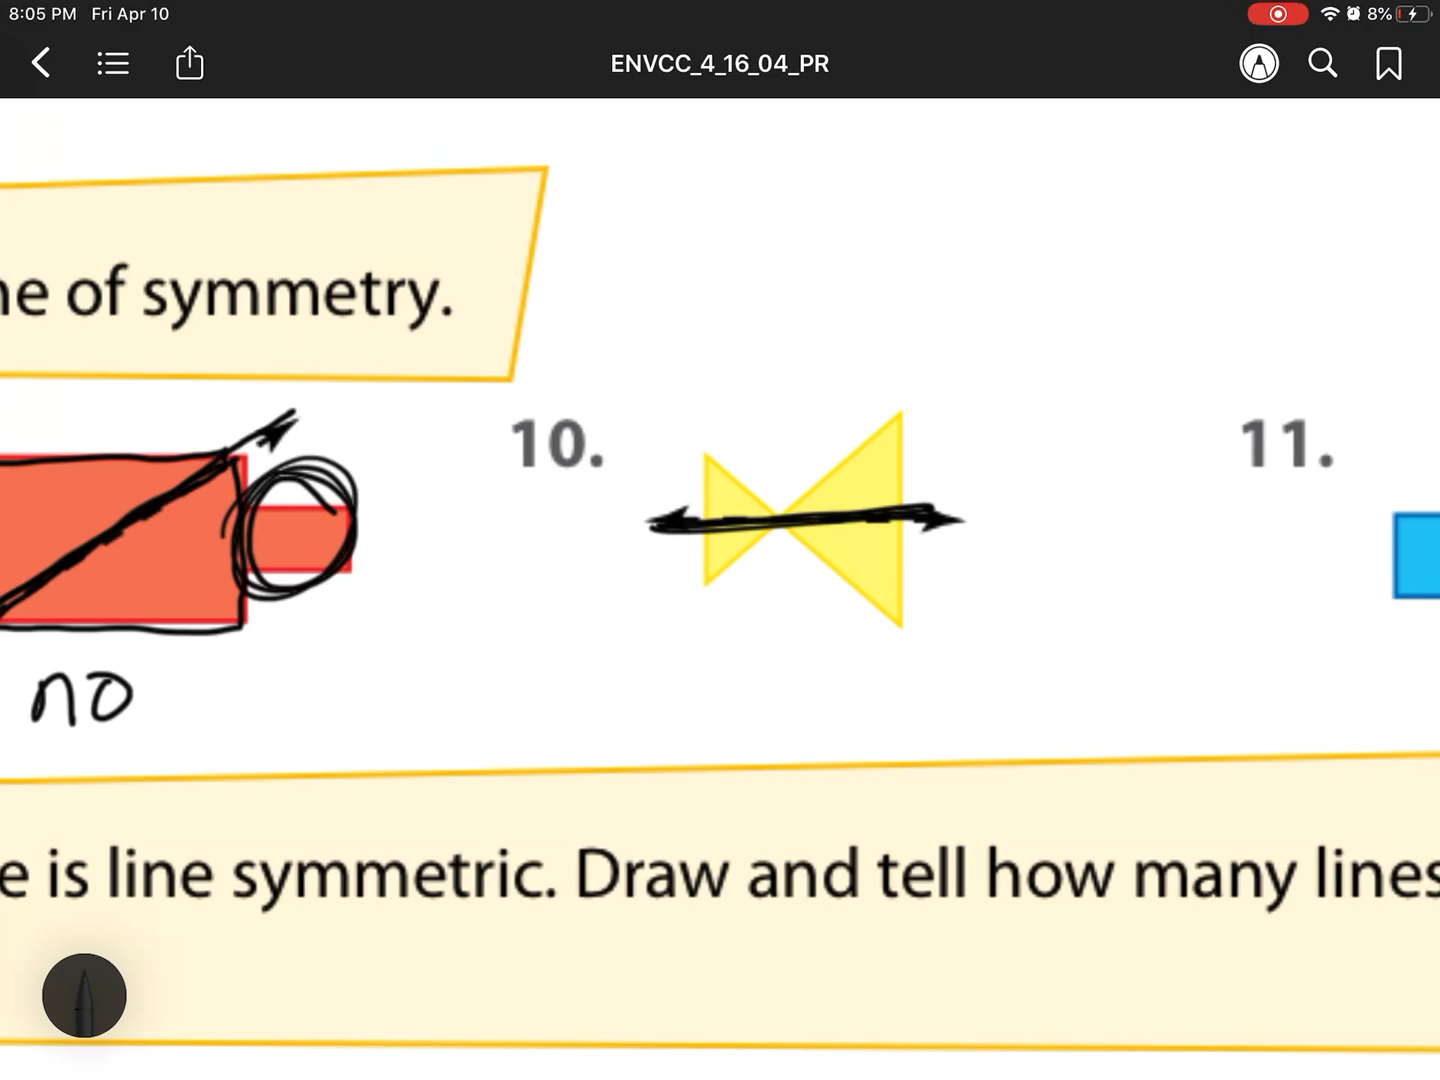 8:05 PM Fri Apr 10
8%
ENVCC_4_16_04_PR
ne of symmetry.
10.
11.
no
e is line symmetric. Draw and tell how many lines